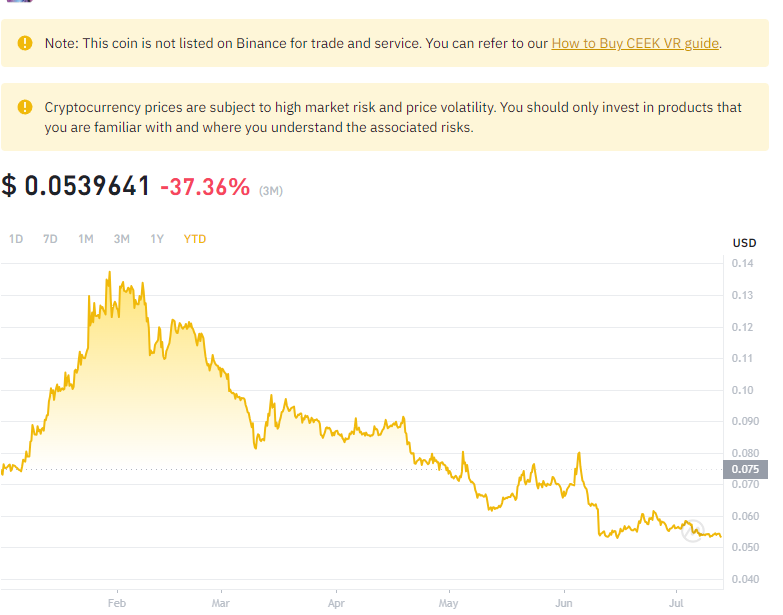 Note: This coin is not listed on Binance for trade and service. You can refer to our How to Buy CEEK VR guide.
Cryptocurrency prices are subject to high market risk and price volatility. You should only invest in products that
you are familiar with and where you understand the associated risks.
$ 0.0539641 -37.36% (3M)
1D 7D 1M 3M 1Y YTD
USD
0.14
0.13
0.12
0.11
0.10
0.090
0.080
0.075
0.070
0.060
0.050
0.040
Feb Mar Apr May Jun Jul